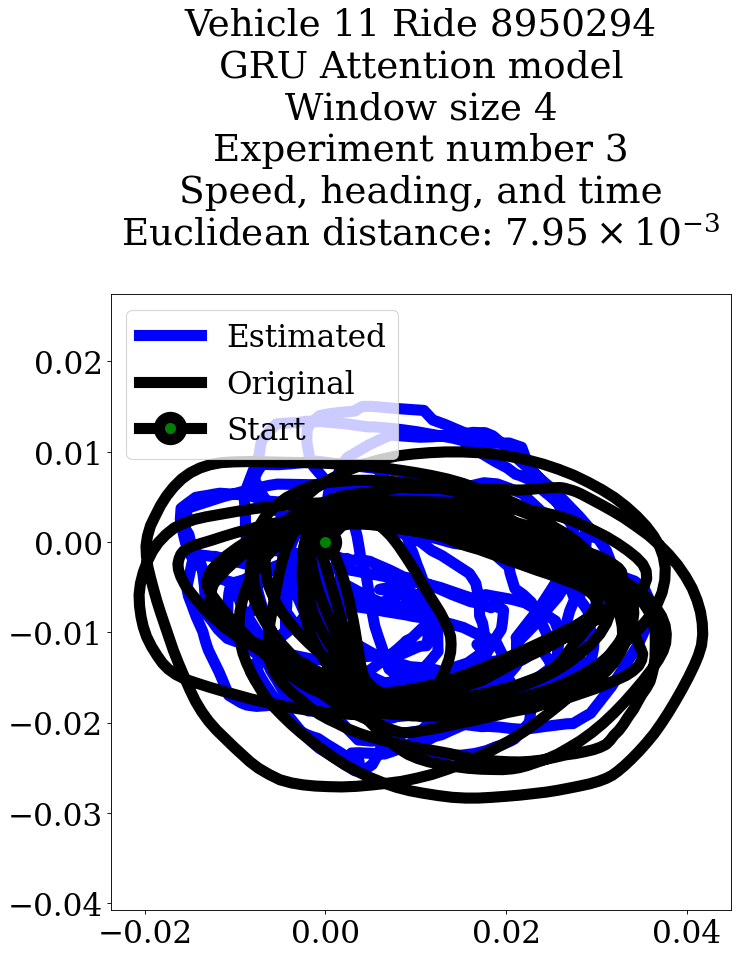 Vehicle 11 Ride 8950294
GRU Attention model
Window size 4
Experiment number 3
Speed, heading, and time
Euclidean distance: 7.95 × 10⁻³
Estimated
Original
Start
0.02
0.01
0.00
−0.01
−0.02
−0.03
−0.04
−0.02
0.00
0.02
0.04